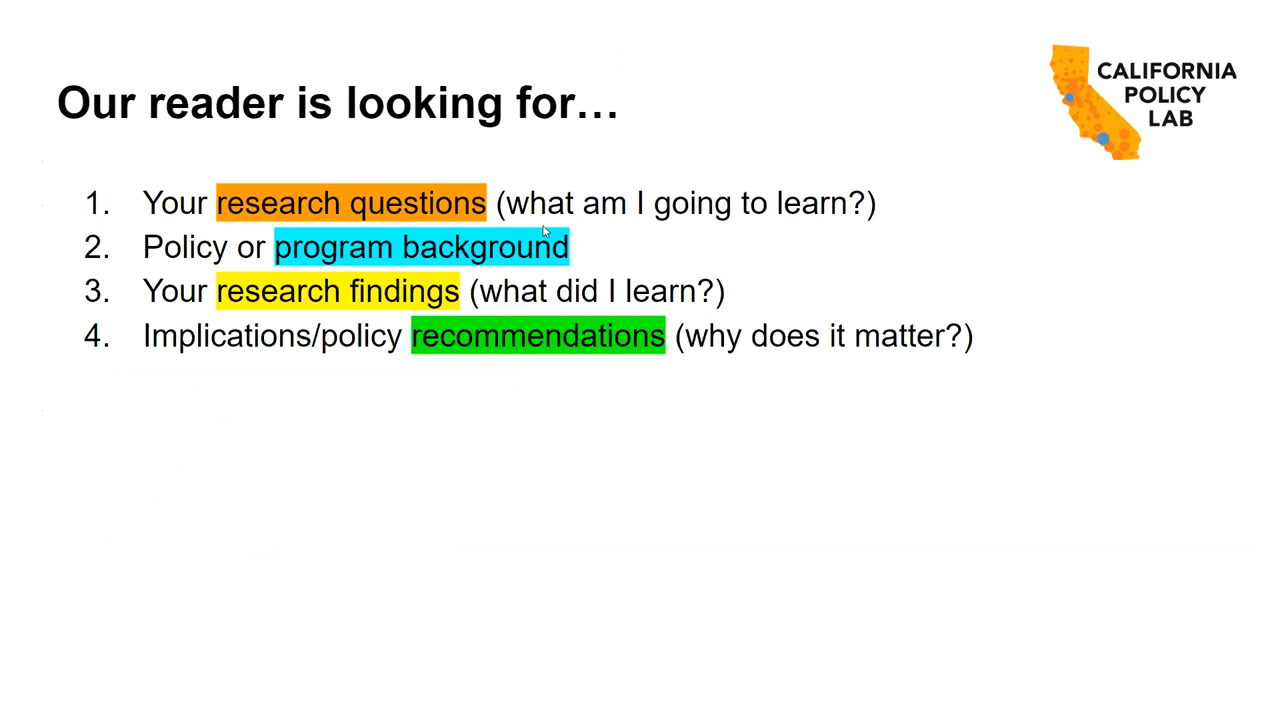 Our reader is looking for…
CALIFORNIA
POLICY
LAB
1. Your research questions (what am I going to learn?)
2. Policy or program background
3. Your research findings (what did I learn?)
4. Implications/policy recommendations (why does it matter?)